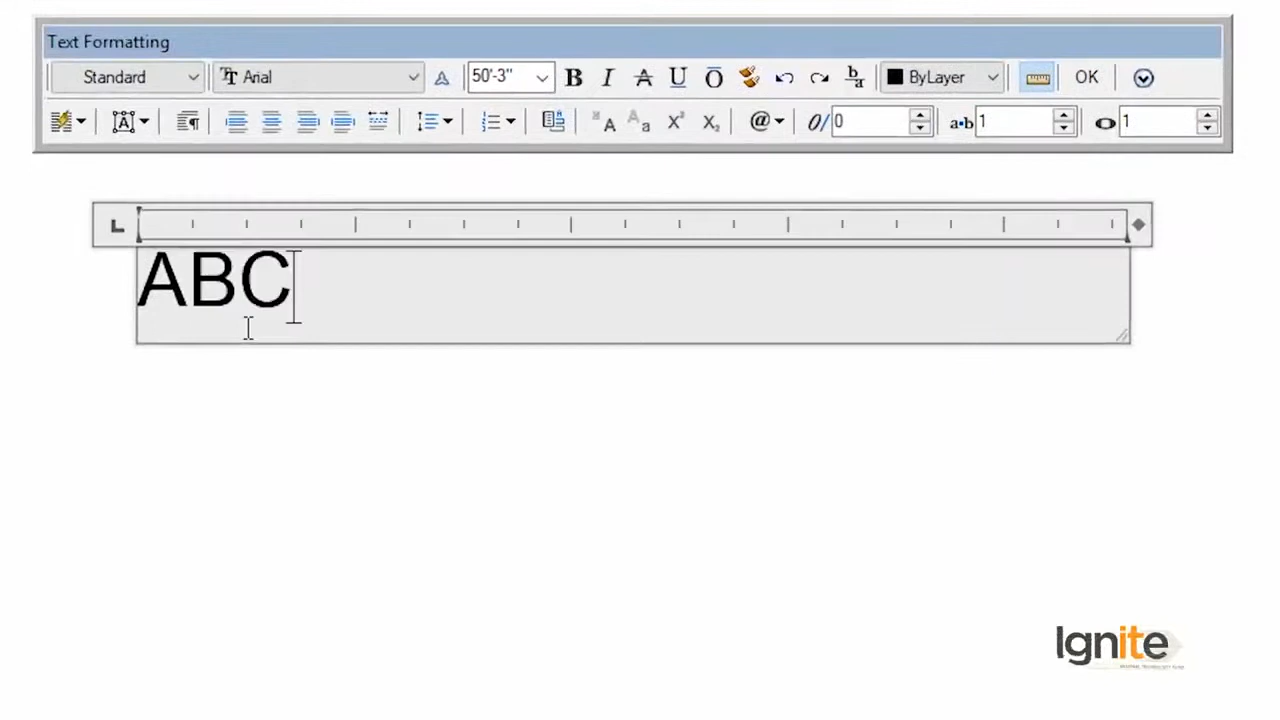 Text Formatting
Standard Arial 50'-3" B I A U O b/a ByLayer OK
@ 0/ 0 a•b 1 1
ABC
Ignite